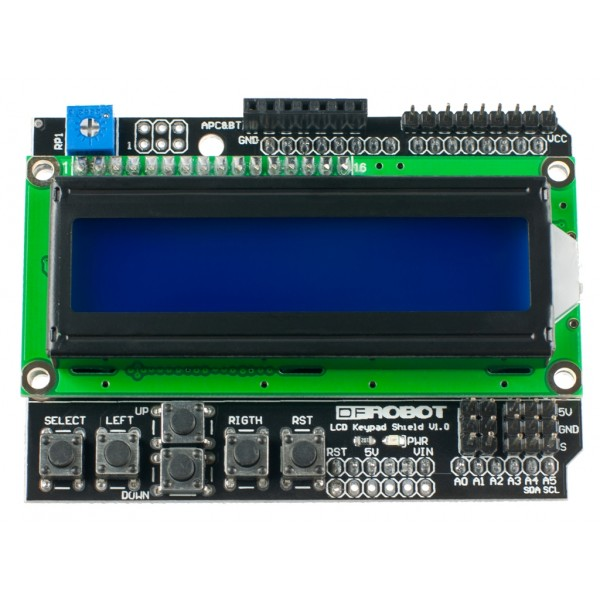 RP1
1
APC&BT
GND
VCC
1
16
SELECT
LEFT
UP
DOWN
RIGTH
RST
DFROBOT
LCD Keypad Shield V1.0
PWR
RST 5V VIN
5V
GND
S
A0 A1 A2 A3 A4 A5
SDA SCL